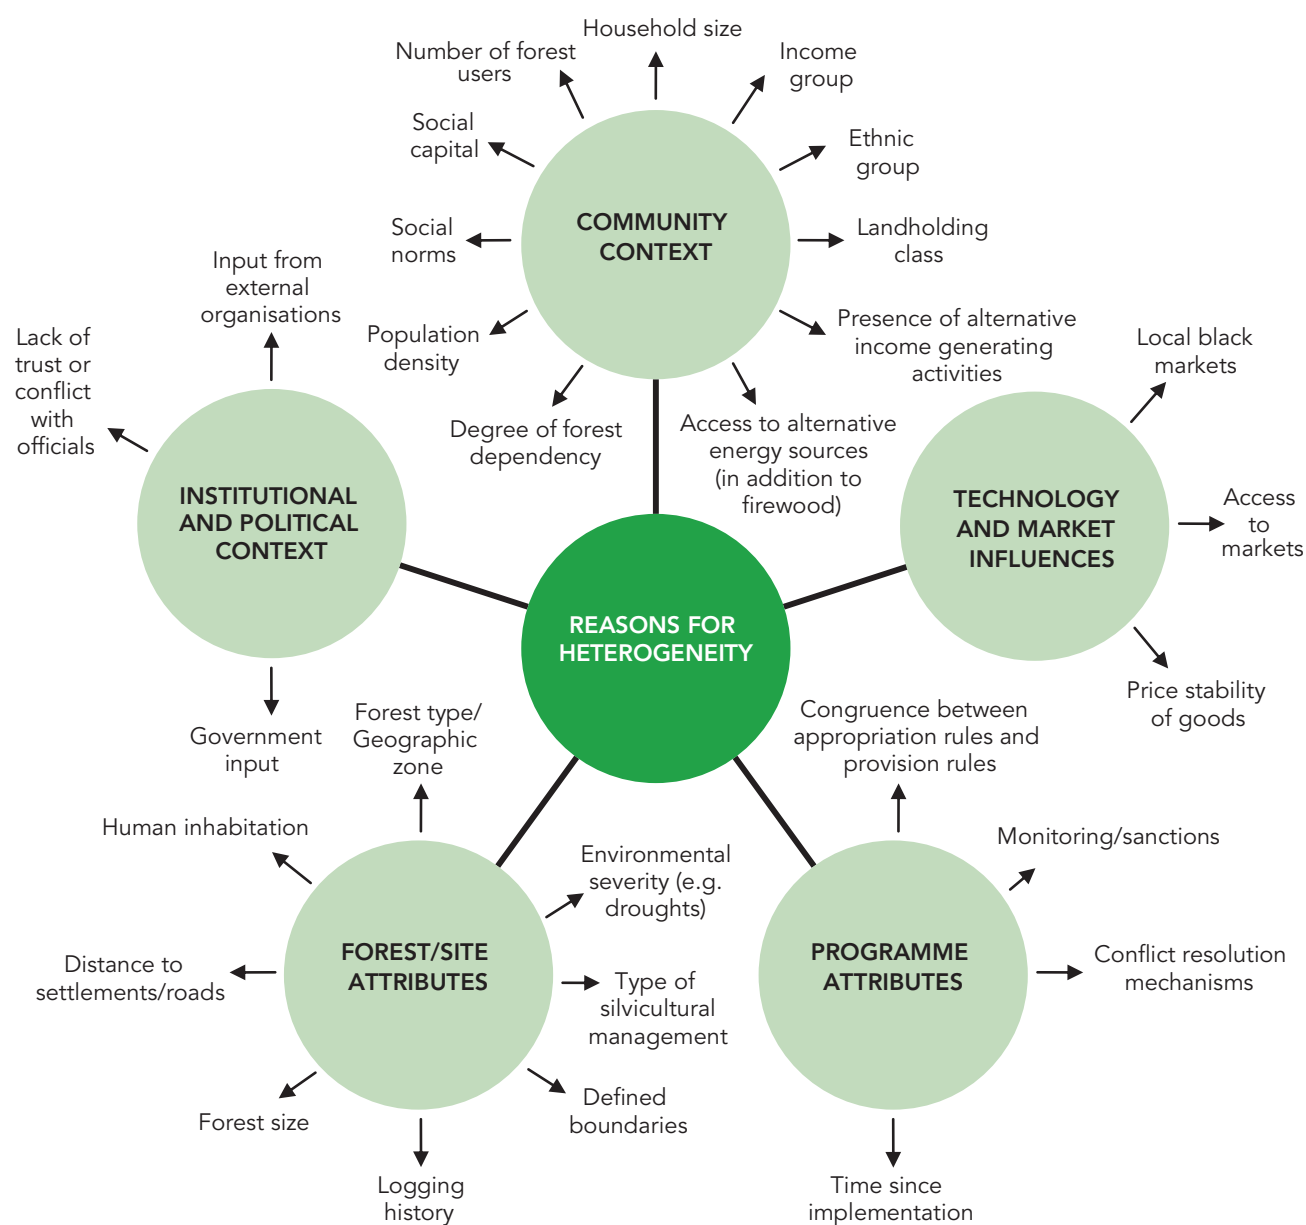 Household size
Number of forest
users
Income
group
Social
capital
Ethnic
group
COMMUNITY
CONTEXT
Social
norms
Landholding
class
Population
density
Presence of alternative
income generating
activities
Degree of forest
dependency
Access to alternative
energy sources
(in addition to
firewood)
Input from
external
organisations
Lack of
trust or
conflict
with
officials
INSTITUTIONAL
AND POLITICAL
CONTEXT
Government
input
Local black
markets
TECHNOLOGY
AND MARKET
INFLUENCES
Access
to
markets
Price stability
of goods
REASONS FOR
HETEROGENEITY
Forest type/
Geographic
zone
Human inhabitation
Environmental
severity (e.g.
droughts)
FOREST/SITE
ATTRIBUTES
Distance to
settlements/roads
Type of
silvicultural
management
Forest size
Defined
boundaries
Logging
history
Congruence between
appropriation rules and
provision rules
Monitoring/sanctions
PROGRAMME
ATTRIBUTES
Conflict resolution
mechanisms
Time since
implementation